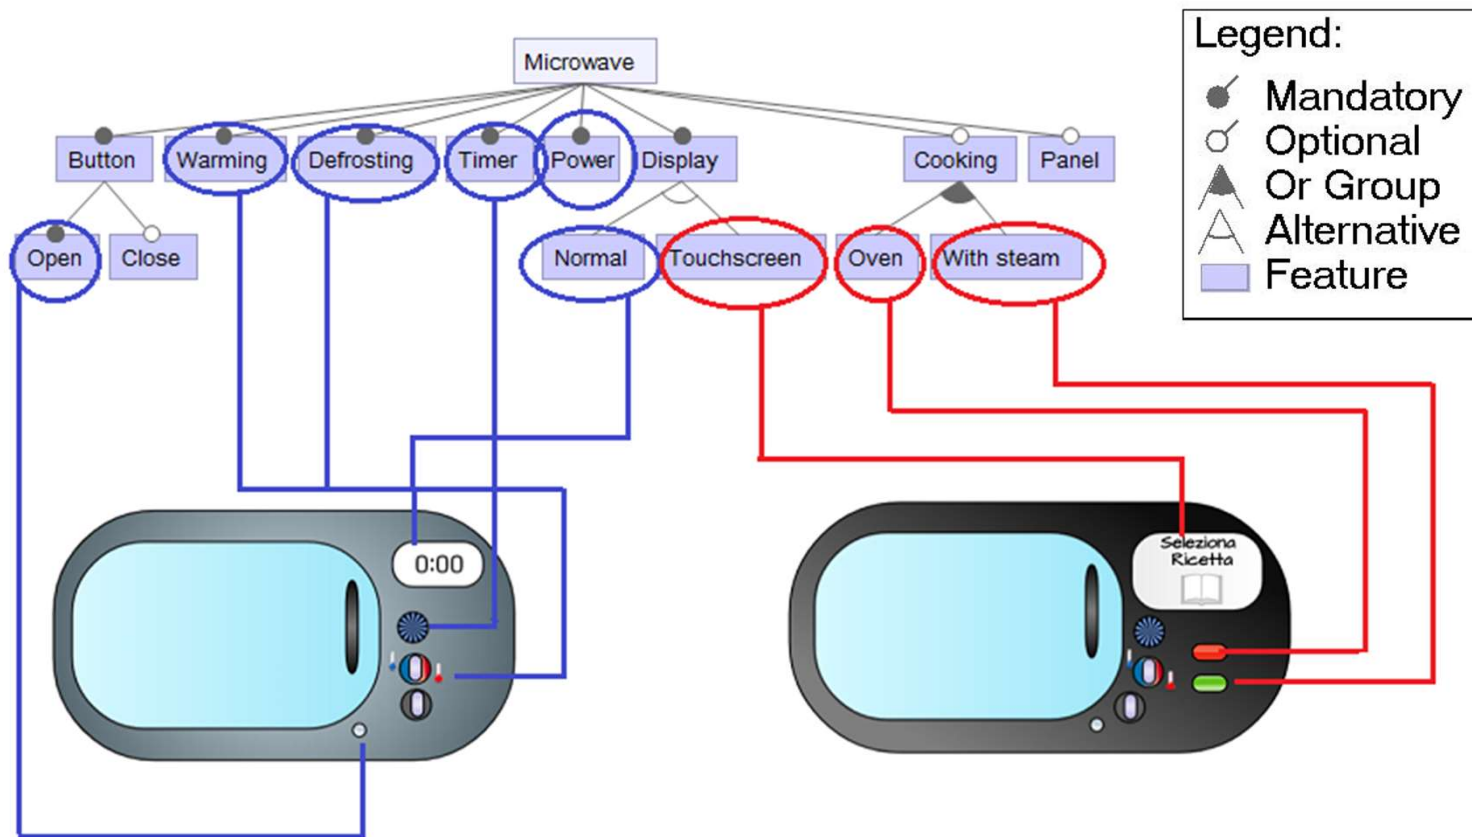 Microwave
Button
Warming
Defrosting
Timer
Power
Display
Cooking
Panel
Open
Close
Normal
Touchscreen
Oven
With steam
Legend:
Mandatory
Optional
Or Group
Alternative
Feature
0:00
Seleziona
Ricetta